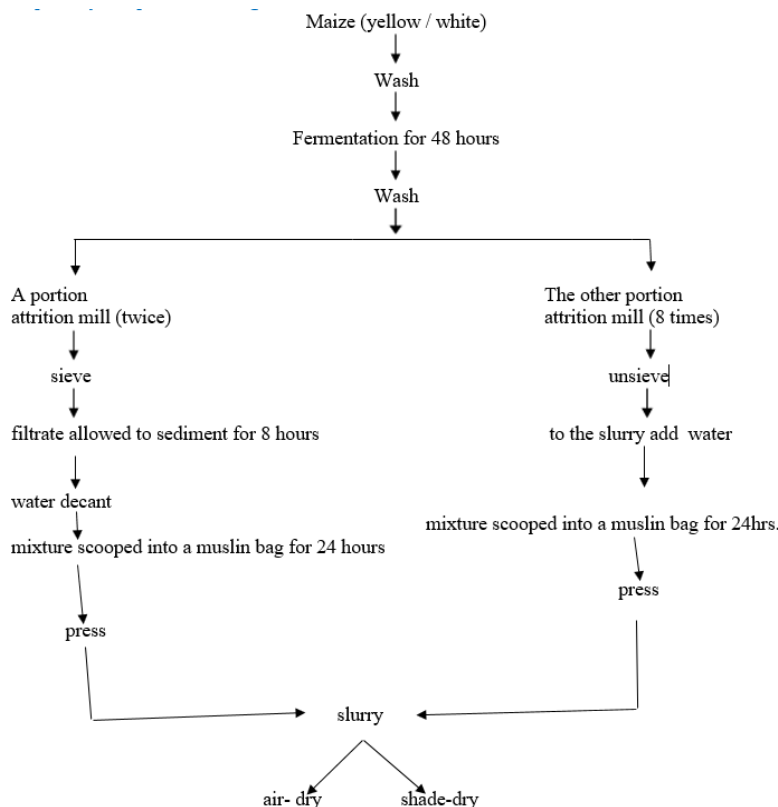 Maize (yellow / white)
Wash
Fermentation for 48 hours
Wash
A portion
attrition mill (twice)
sieve
filtrate allowed to sediment for 8 hours
water decant
mixture scooped into a muslin bag for 24 hours
press
The other portion
attrition mill (8 times)
unsieve
to the slurry add water
mixture scooped into a muslin bag for 24hrs.
press
slurry
air- dry
shade-dry